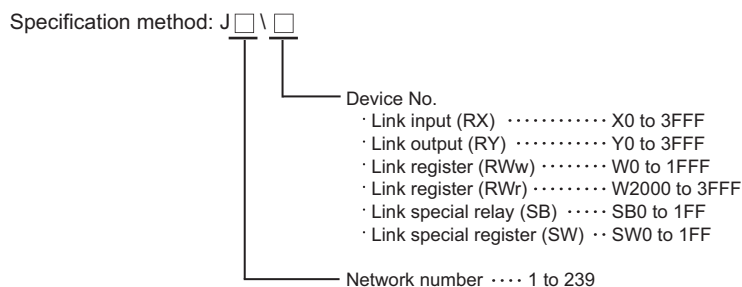 Specification method: J□\□
Device No.
· Link input (RX) ············ X0 to 3FFF
· Link output (RY) ··········· Y0 to 3FFF
· Link register (RWw) ········ W0 to 1FFF
· Link register (RWr) ········· W2000 to 3FFF
· Link special relay (SB) ····· SB0 to 1FF
· Link special register (SW) ·· SW0 to 1FF
Network number ···· 1 to 239